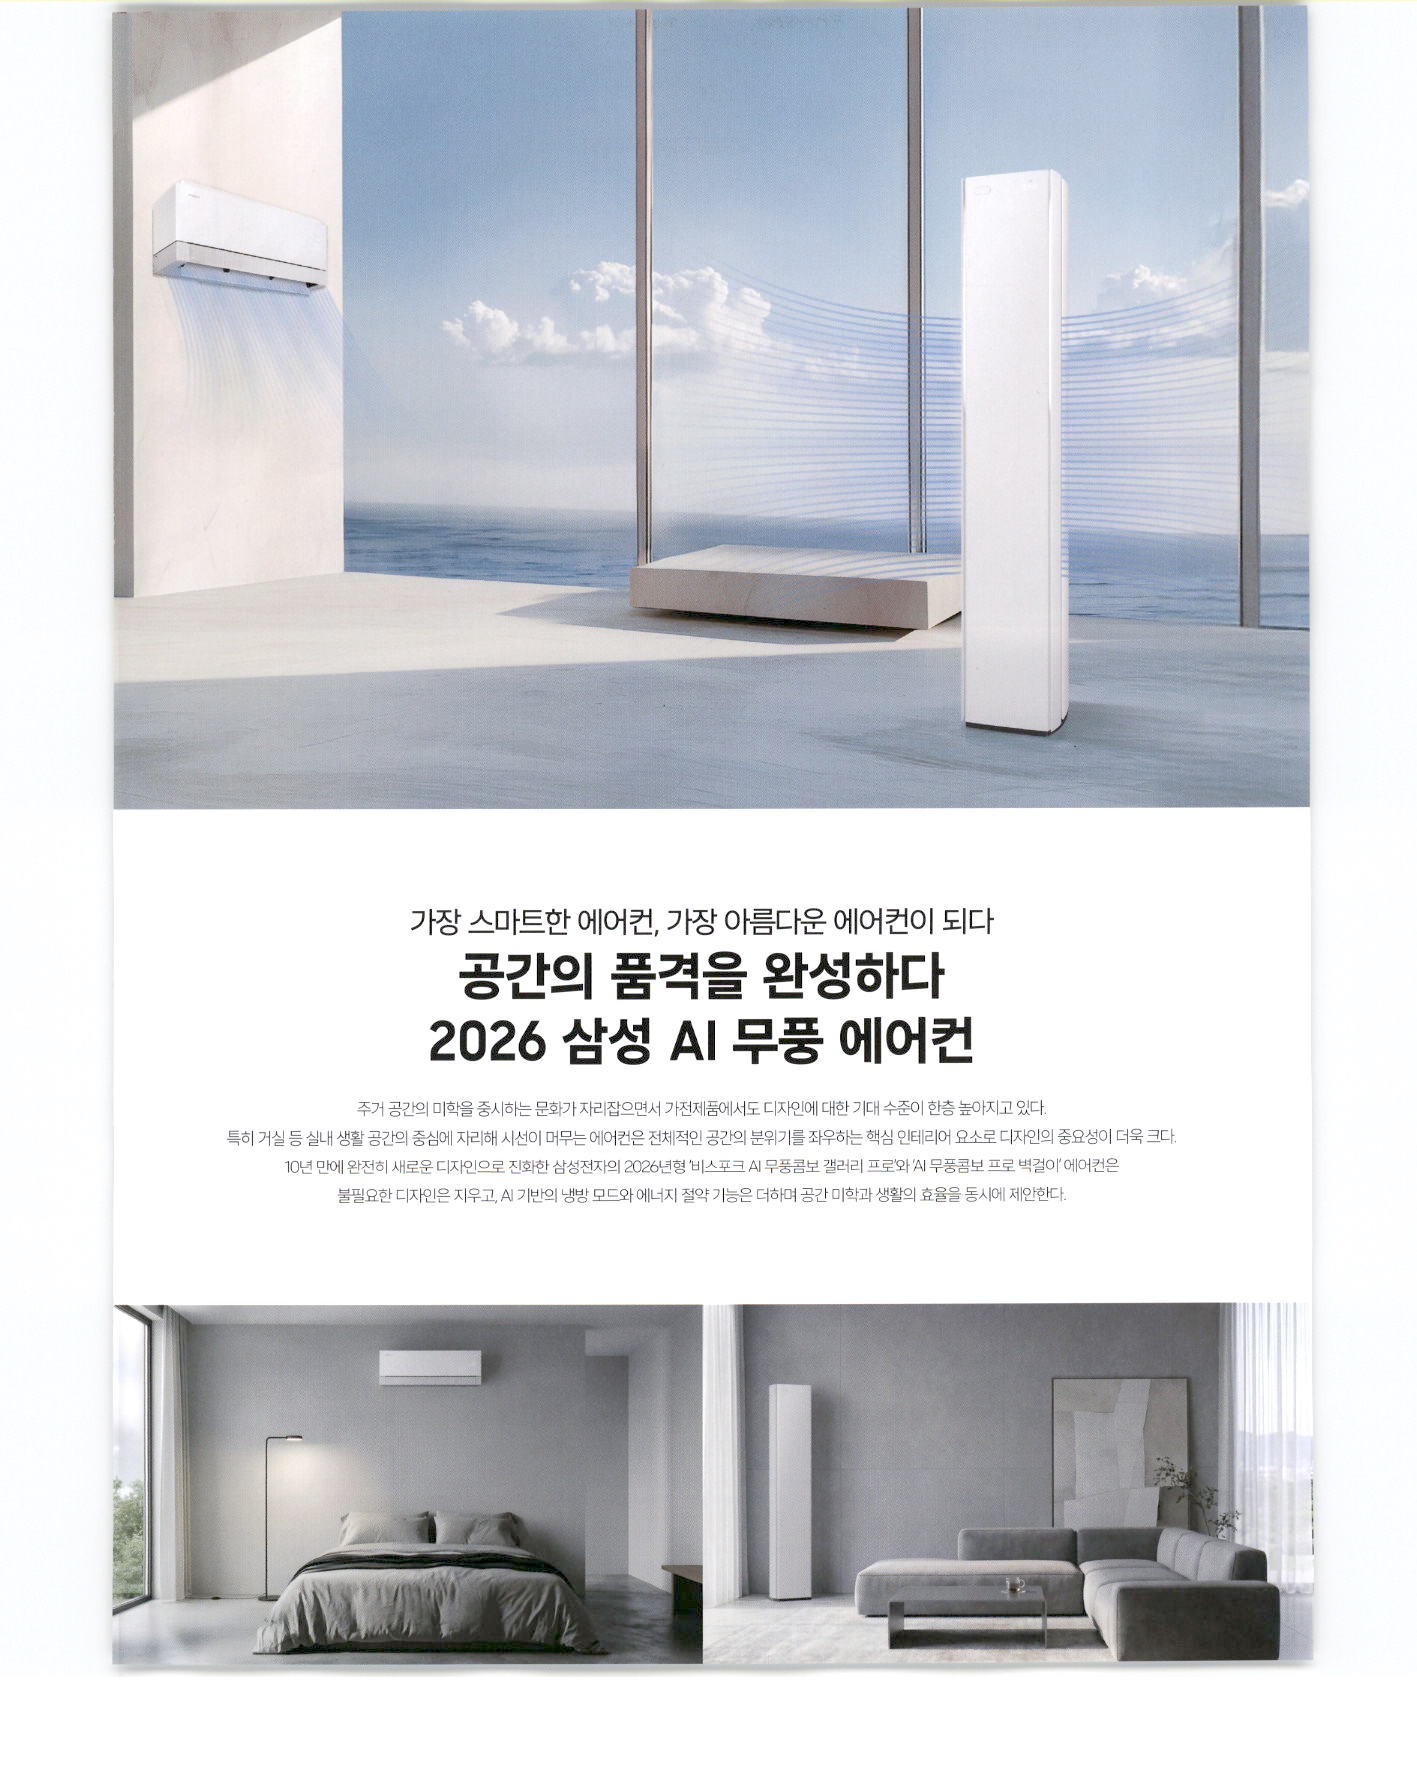 가장 스마트한 에어컨, 가장 아름다운 에어컨이 되다
공간의 품격을 완성하다
2026 삼성 AI 무풍 에어컨
주거 공간의 미학을 중시하는 문화가 자리잡으면서 가전제품에서도 디자인에 대한 기대 수준이 한층 높아지고 있다.
특히 거실 등 실내 생활 공간의 중심에 자리해 시선이 머무는 에어컨은 전체적인 공간의 분위기를 좌우하는 핵심 인테리어 요소로 디자인의 중요성이 더욱 크다.
10년 만에 완전히 새로운 디자인으로 진화한 삼성전자의 2026년형 '비스포크 AI 무풍콤보 갤러리 프로'와 'AI 무풍콤보 프로 벽걸이' 에어컨은
불필요한 디자인은 지우고, AI 기반의 냉방 모드와 에너지 절약 기능은 더하며 공간 미학과 생활의 효율을 동시에 제안한다.